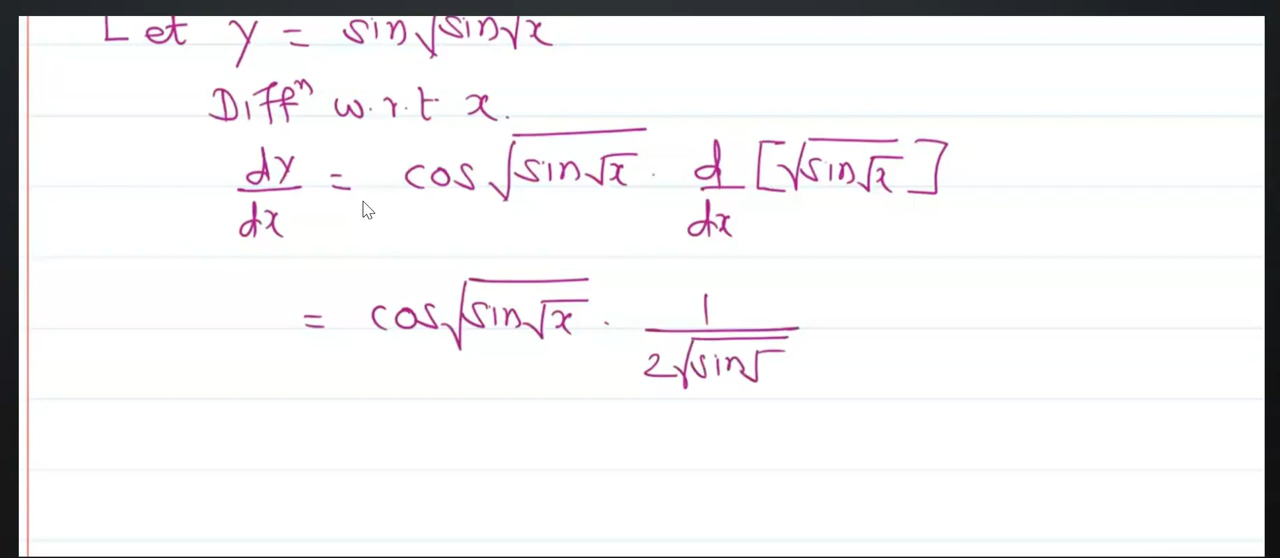 Let y = sin√sin√x
Diffⁿ w.r.t x.
dy/dx = cos√(sin√x) · d/dx [√(sin√x)]
= cos√(sin√x) · 1/(2√(sin√))